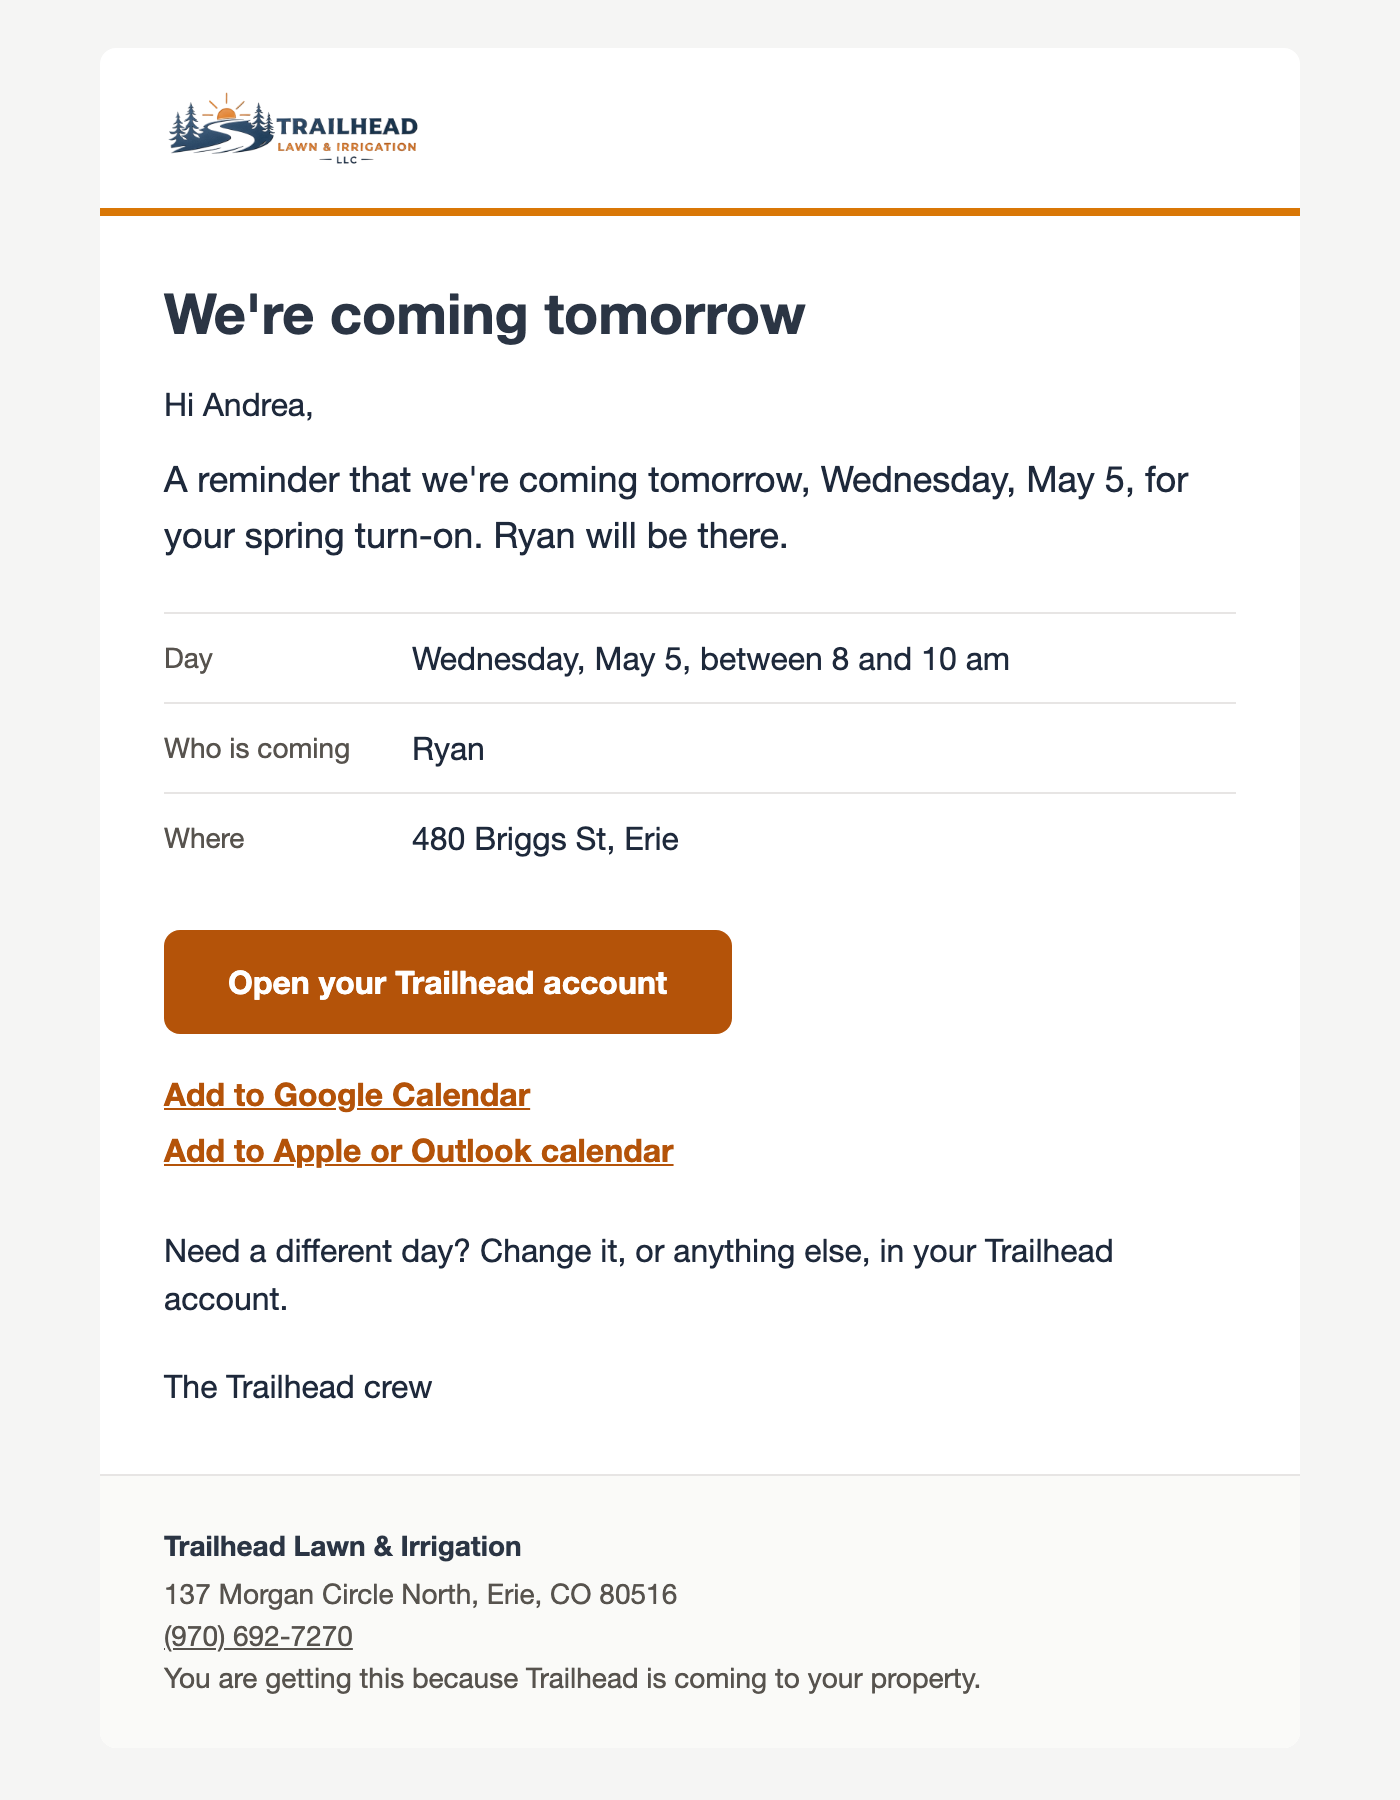 TRAILHEAD
LAWN & IRRIGATION
LLC
We're coming tomorrow
Hi Andrea,
A reminder that we're coming tomorrow, Wednesday, May 5, for
your spring turn-on. Ryan will be there.
Day Wednesday, May 5, between 8 and 10 am
Who is coming Ryan
Where 480 Briggs St, Erie
Open your Trailhead account
Add to Google Calendar
Add to Apple or Outlook calendar
Need a different day? Change it, or anything else, in your Trailhead
account.
The Trailhead crew
Trailhead Lawn & Irrigation
137 Morgan Circle North, Erie, CO 80516
(970) 692-7270
You are getting this because Trailhead is coming to your property.